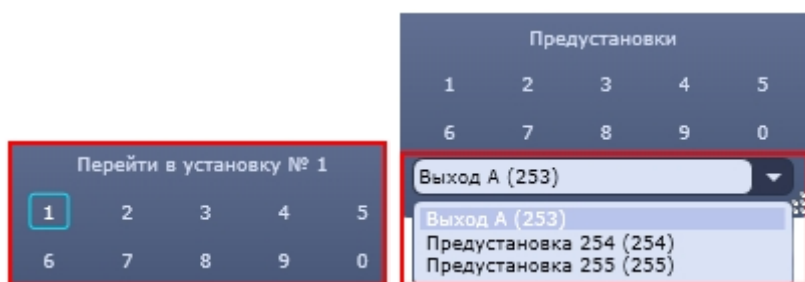 Перейти в установку № 1
1 2 3 4 5
6 7 8 9 0
Предустановки
1 2 3 4 5
6 7 8 9 0
Выход A (253)
Выход A (253)
Предустановка 254 (254)
Предустановка 255 (255)